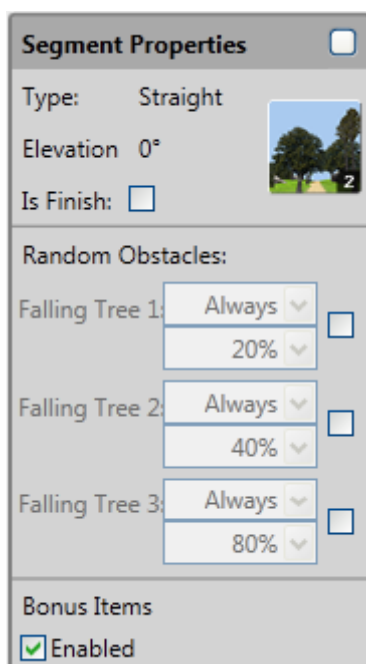 Segment Properties
Type: Straight
Elevation 0°
2
Is Finish:
Random Obstacles:
Falling Tree 1: Always
20%
Falling Tree 2: Always
40%
Falling Tree 3: Always
80%
Bonus Items
Enabled